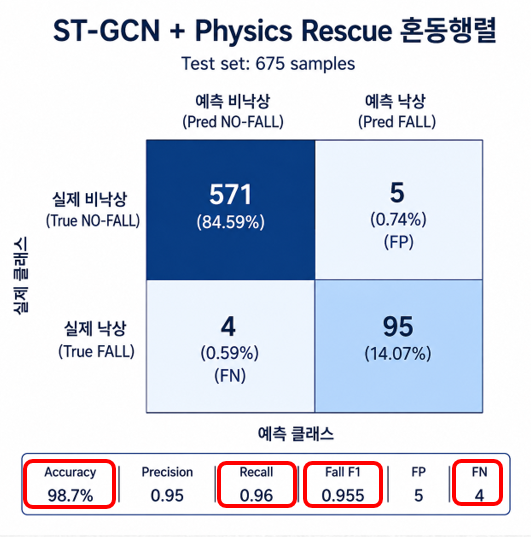 ST-GCN + Physics Rescue 혼동행렬
Test set: 675 samples
예측 비낙상
(Pred NO-FALL)
예측 낙상
(Pred FALL)
실제 클래스
실제 비낙상
(True NO-FALL)
571
(84.59%)
5
(0.74%)
(FP)
실제 낙상
(True FALL)
4
(0.59%)
(FN)
95
(14.07%)
예측 클래스
Accuracy
98.7%
Precision
0.95
Recall
0.96
Fall F1
0.955
FP
5
FN
4